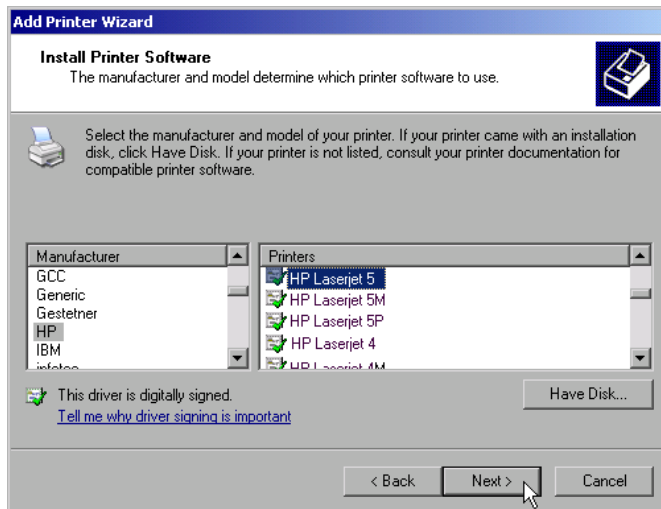 Add Printer Wizard
Install Printer Software
The manufacturer and model determine which printer software to use.
Select the manufacturer and model of your printer. If your printer came with an installation
disk, click Have Disk. If your printer is not listed, consult your printer documentation for
compatible printer software.
Manufacturer
GCC
Generic
Gestetner
HP
IBM
infotec
Printers
HP Laserjet 5
HP Laserjet 5M
HP Laserjet 5P
HP Laserjet 4
HP Laserjet 4M
This driver is digitally signed.
Tell me why driver signing is important
Have Disk...
< Back
Next >
Cancel